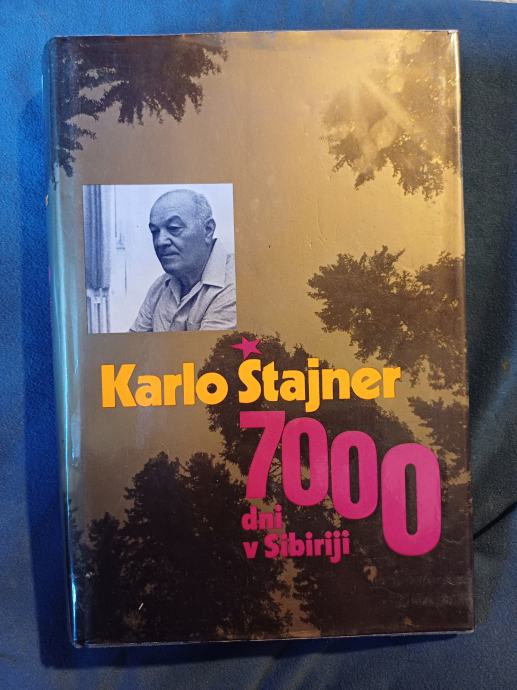 Karlo Štajner
7000
dni
v Sibiriji